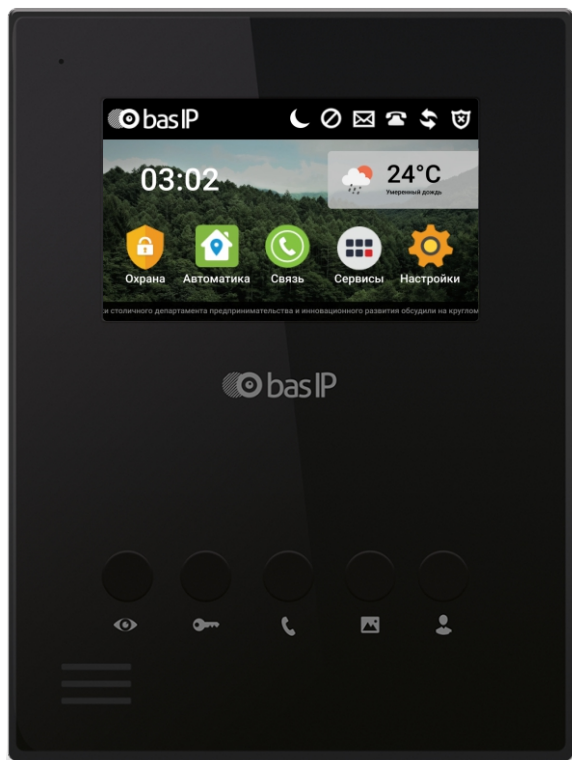 bas IP
03:02
24°C
Умеренный дождь
Охрана Автоматика Связь Сервисы Настройки
столичного департамента предпринимательства и инновационного развития обсудили на круглом
bas IP